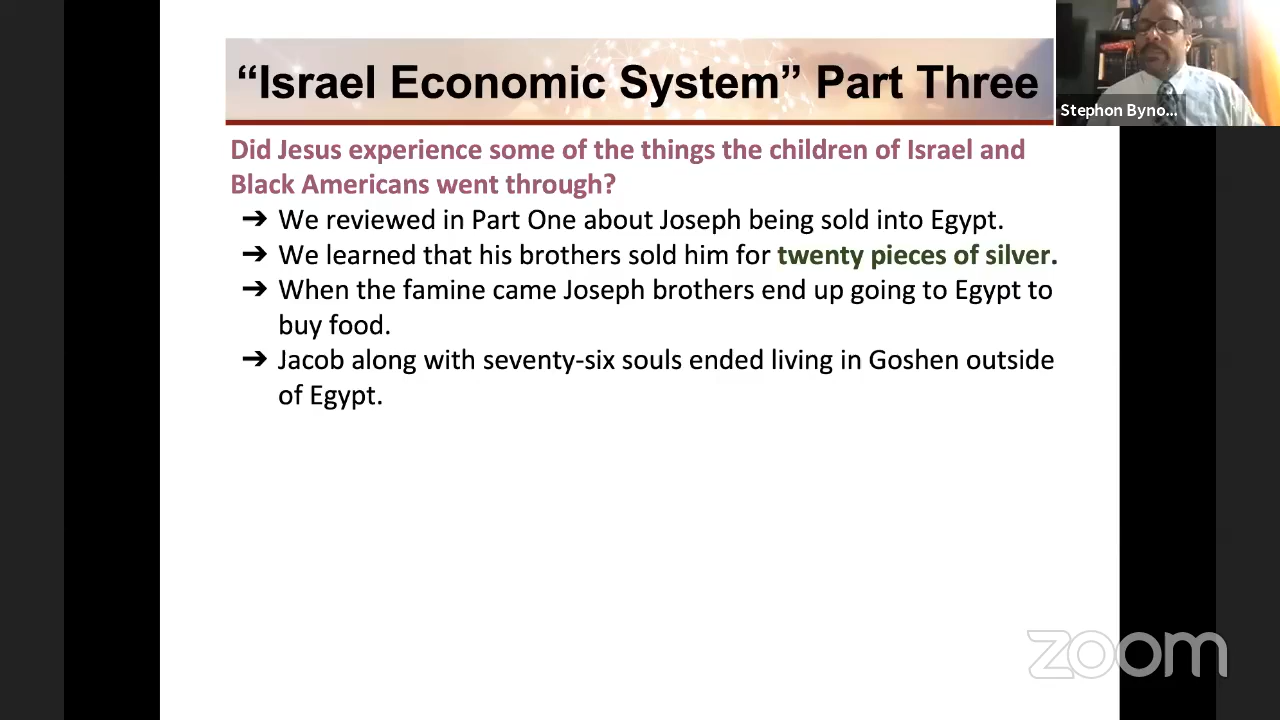 “Israel Economic System” Part Three
Stephon Byno...
Did Jesus experience some of the things the children of Israel and
Black Americans went through?
➔ We reviewed in Part One about Joseph being sold into Egypt.
➔ We learned that his brothers sold him for twenty pieces of silver.
➔ When the famine came Joseph brothers end up going to Egypt to
buy food.
➔ Jacob along with seventy-six souls ended living in Goshen outside
of Egypt.
zoom